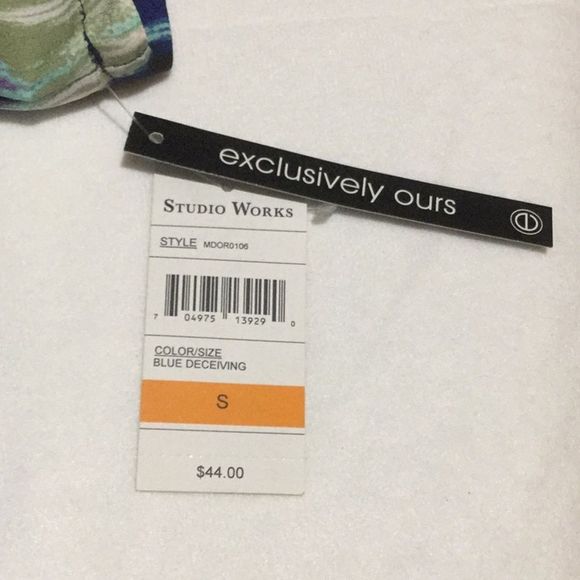 exclusively ours
STUDIO WORKS
STYLE MDOR0106
7 04975 13929 0
COLOR/SIZE
BLUE DECEIVING
S
$44.00